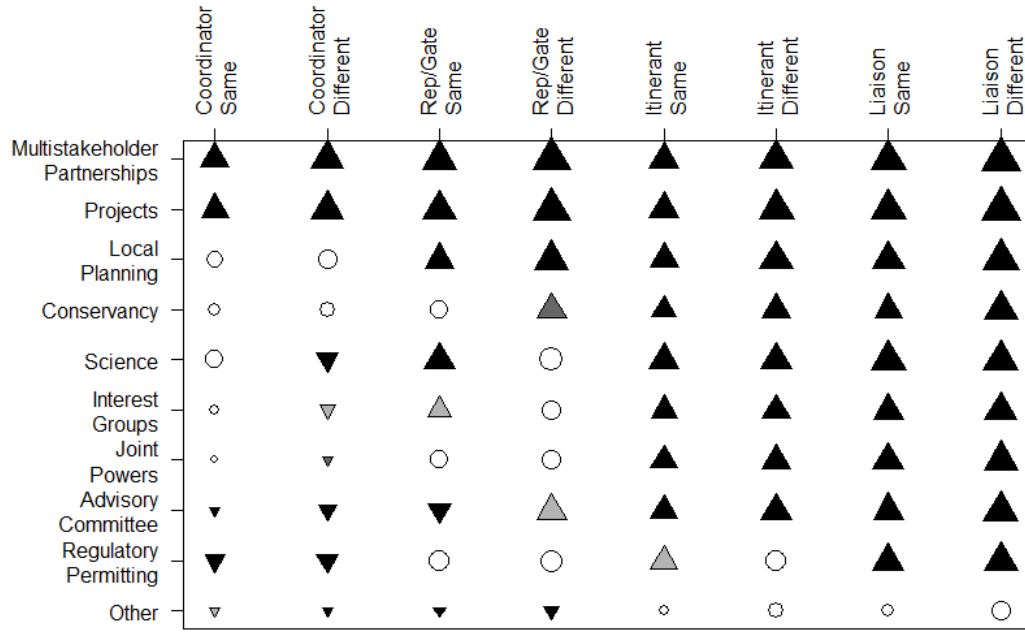 Coordinator
Same
Coordinator
Different
Rep/Gate
Same
Rep/Gate
Different
Itinerant
Same
Itinerant
Different
Liaison
Same
Liaison
Different
Multistakeholder
Partnerships
Projects
Local
Planning
Conservancy
Science
Interest
Groups
Joint
Powers
Advisory
Committee
Regulatory
Permitting
Other